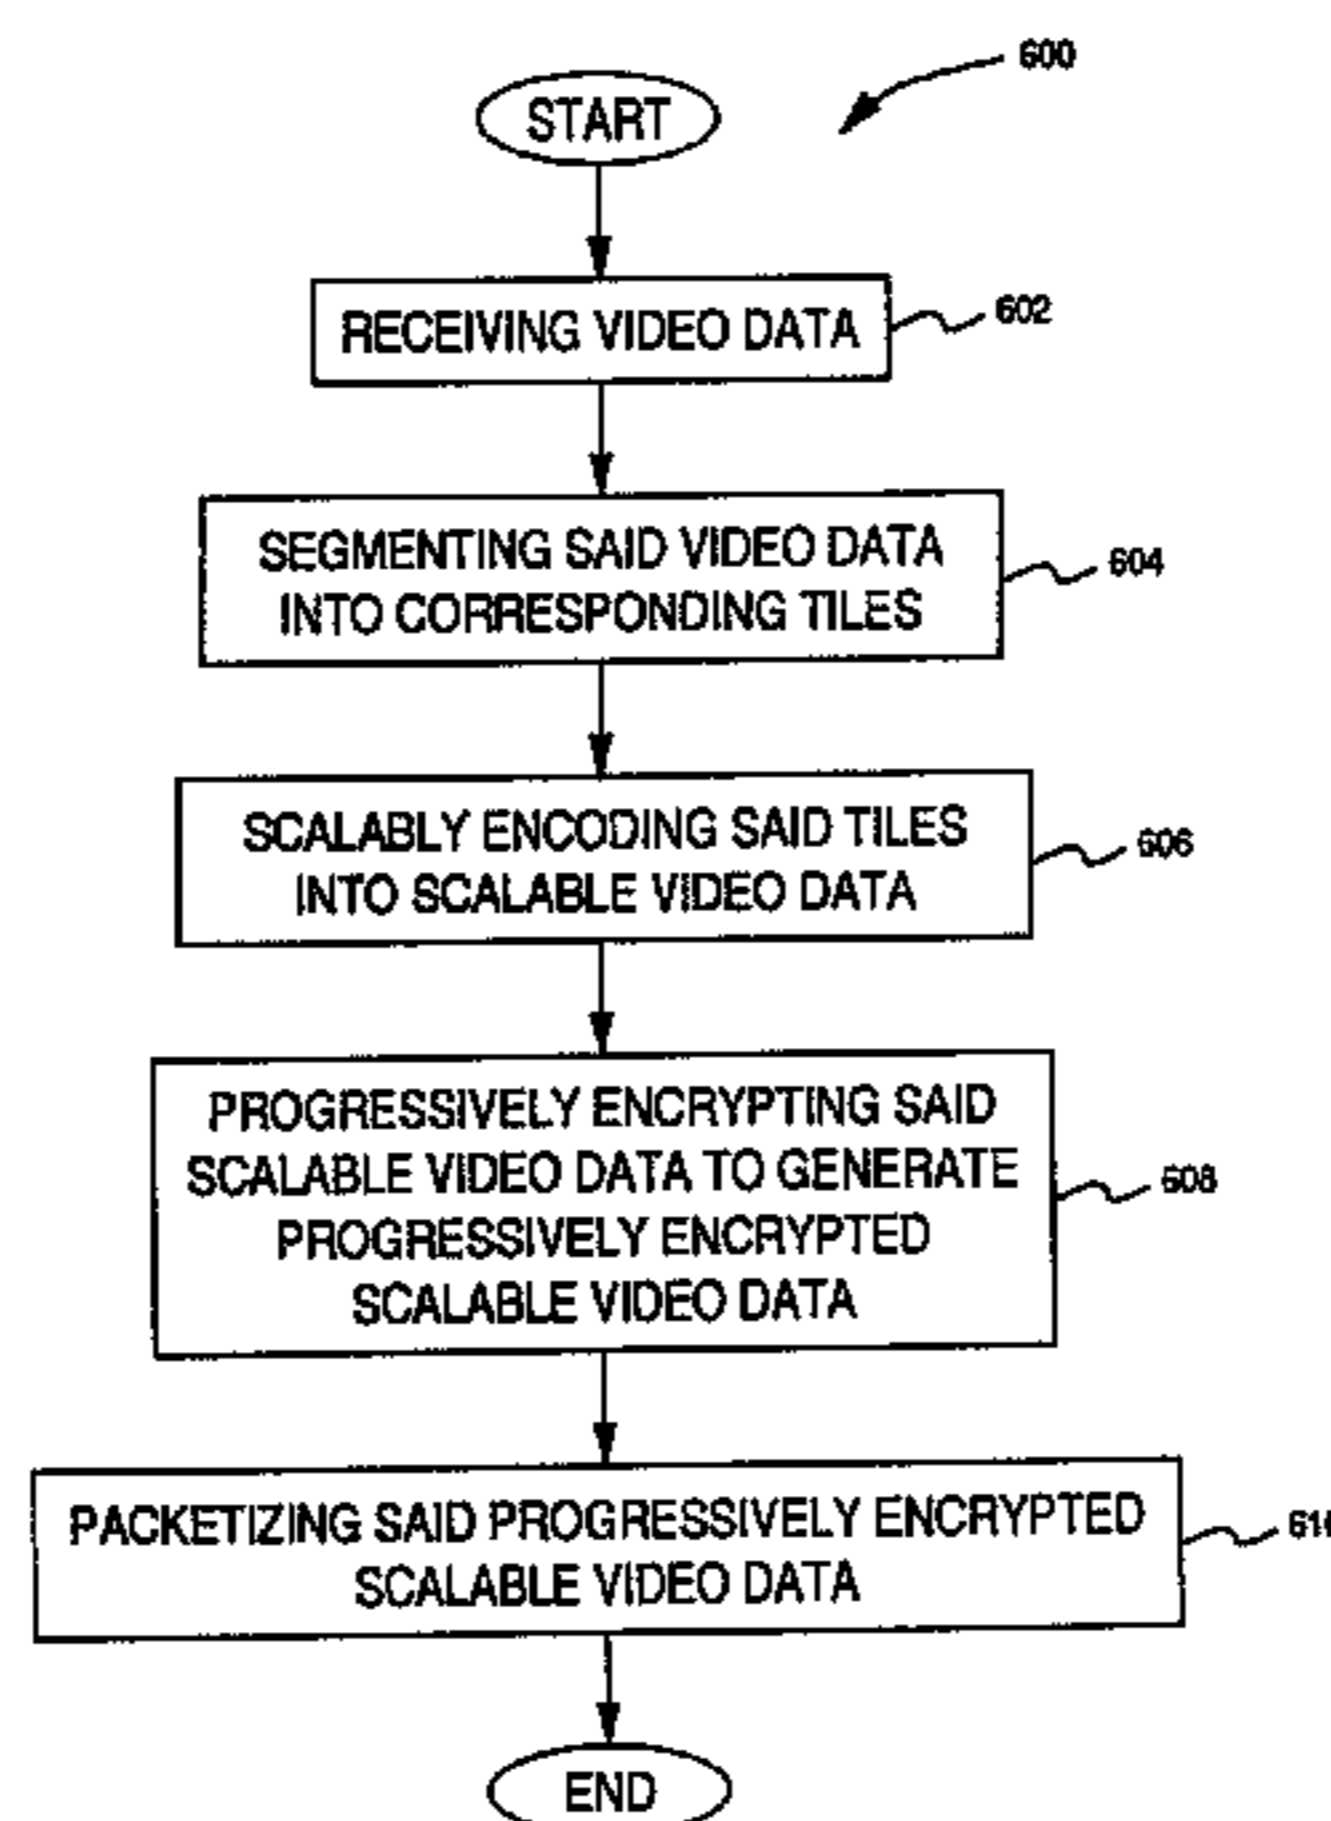 600
START
RECEIVING VIDEO DATA
602
SEGMENTING SAID VIDEO DATA
INTO CORRESPONDING TILES
604
SCALABLY ENCODING SAID TILES
INTO SCALABLE VIDEO DATA
606
PROGRESSIVELY ENCRYPTING SAID
SCALABLE VIDEO DATA TO GENERATE
PROGRESSIVELY ENCRYPTED
SCALABLE VIDEO DATA
608
PACKETIZING SAID PROGRESSIVELY ENCRYPTED
SCALABLE VIDEO DATA
END